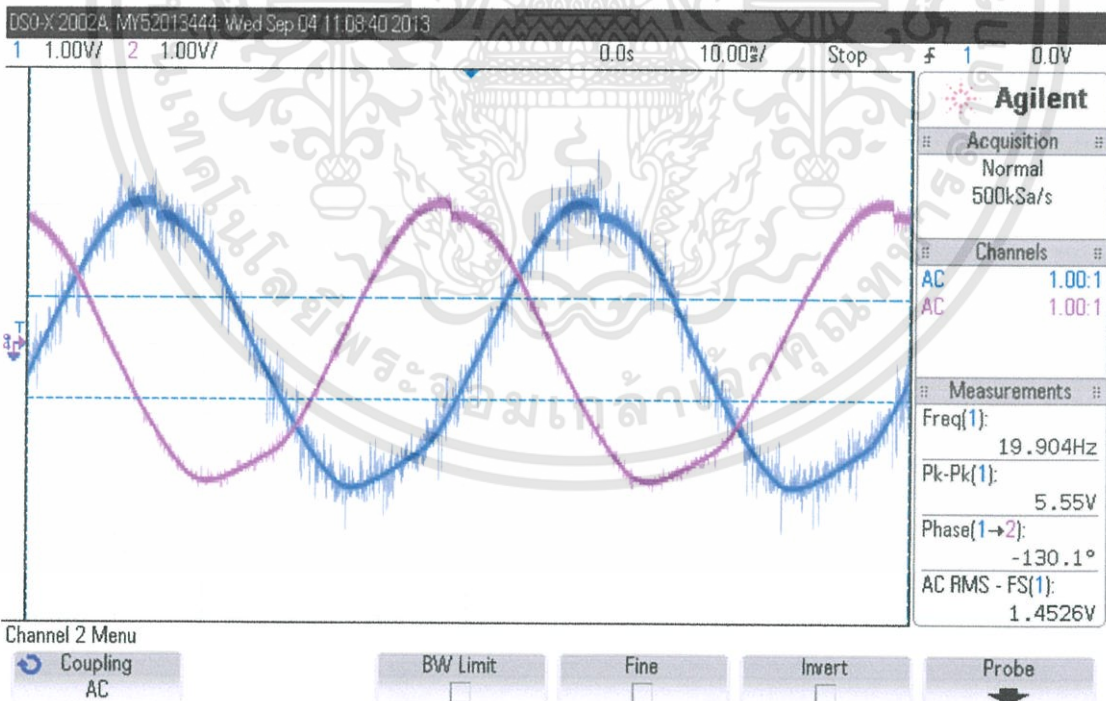 DSO-X 2002A, MY52013444: Wed Sep 04 11:08:40 2013
1 1.00V/ 2 1.00V/ 0.0s 10.00ms/ Stop 1 0.0V
Agilent
Acquisition
Normal
500kSa/s
Channels
AC 1.00:1
AC 1.00:1
Measurements
Freq(1):
19.904Hz
Pk-Pk(1):
5.55V
Phase(1→2):
-130.1°
AC RMS - FS(1):
1.4526V
T
Channel 2 Menu
Coupling
AC
BW Limit
Fine
Invert
Probe